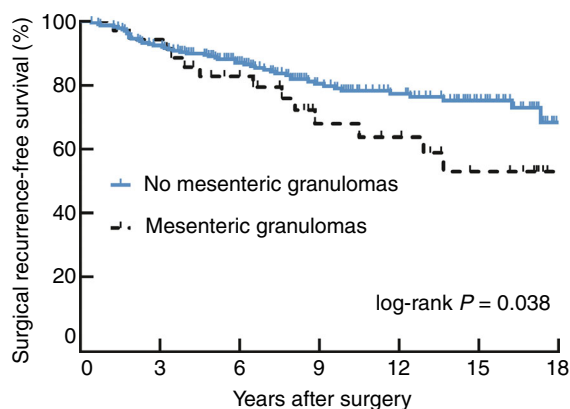 Surgical recurrence-free survival (%)
100
80
60
40
20
0
No mesenteric granulomas
Mesenteric granulomas
log-rank P = 0.038
0 3 6 9 12 15 18
Years after surgery